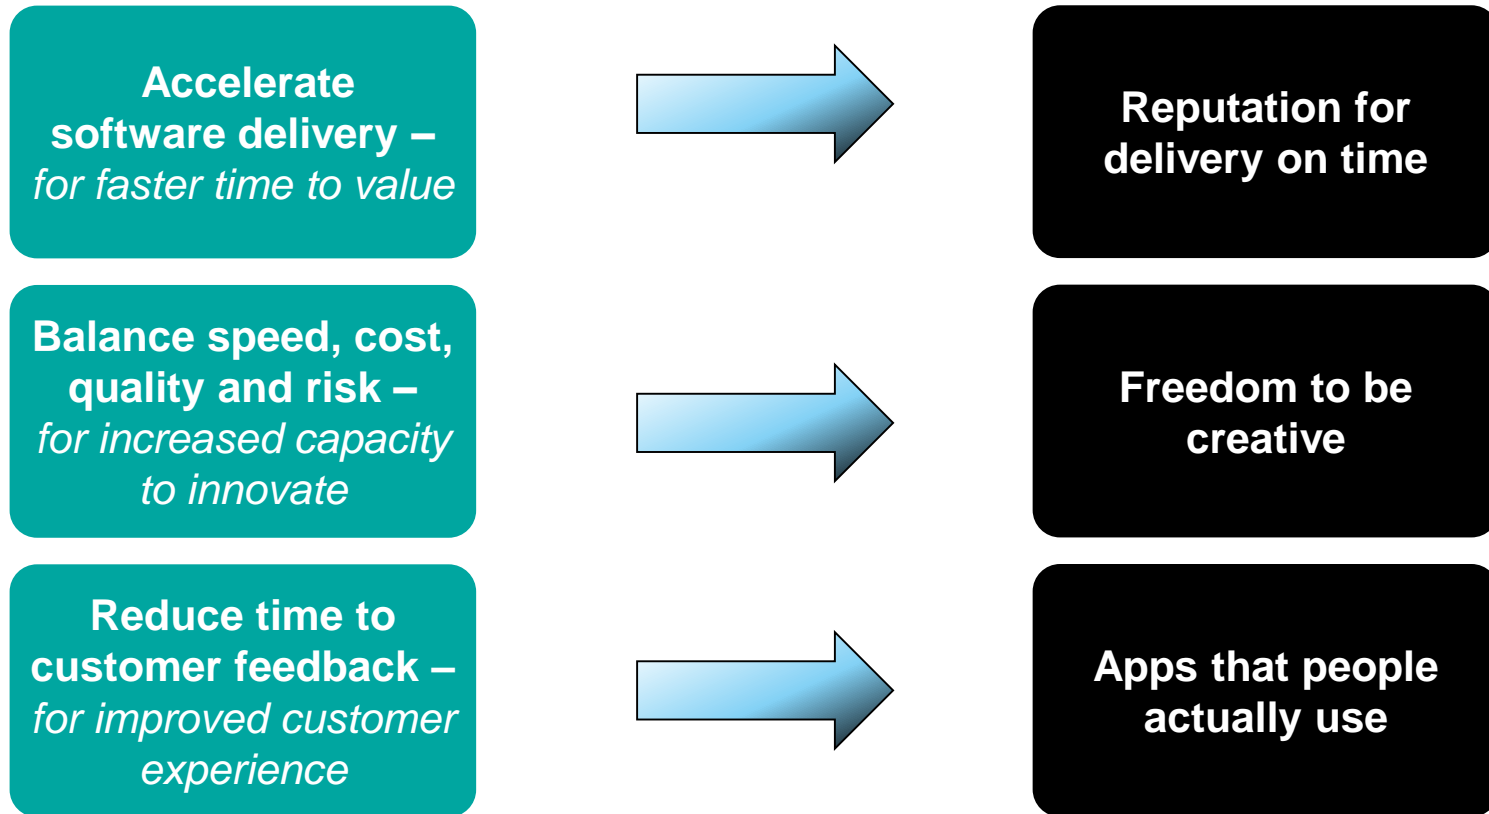 Accelerate
software delivery –
for faster time to value
Reputation for
delivery on time
Balance speed, cost,
quality and risk –
for increased capacity
to innovate
Freedom to be
creative
Reduce time to
customer feedback –
for improved customer
experience
Apps that people
actually use